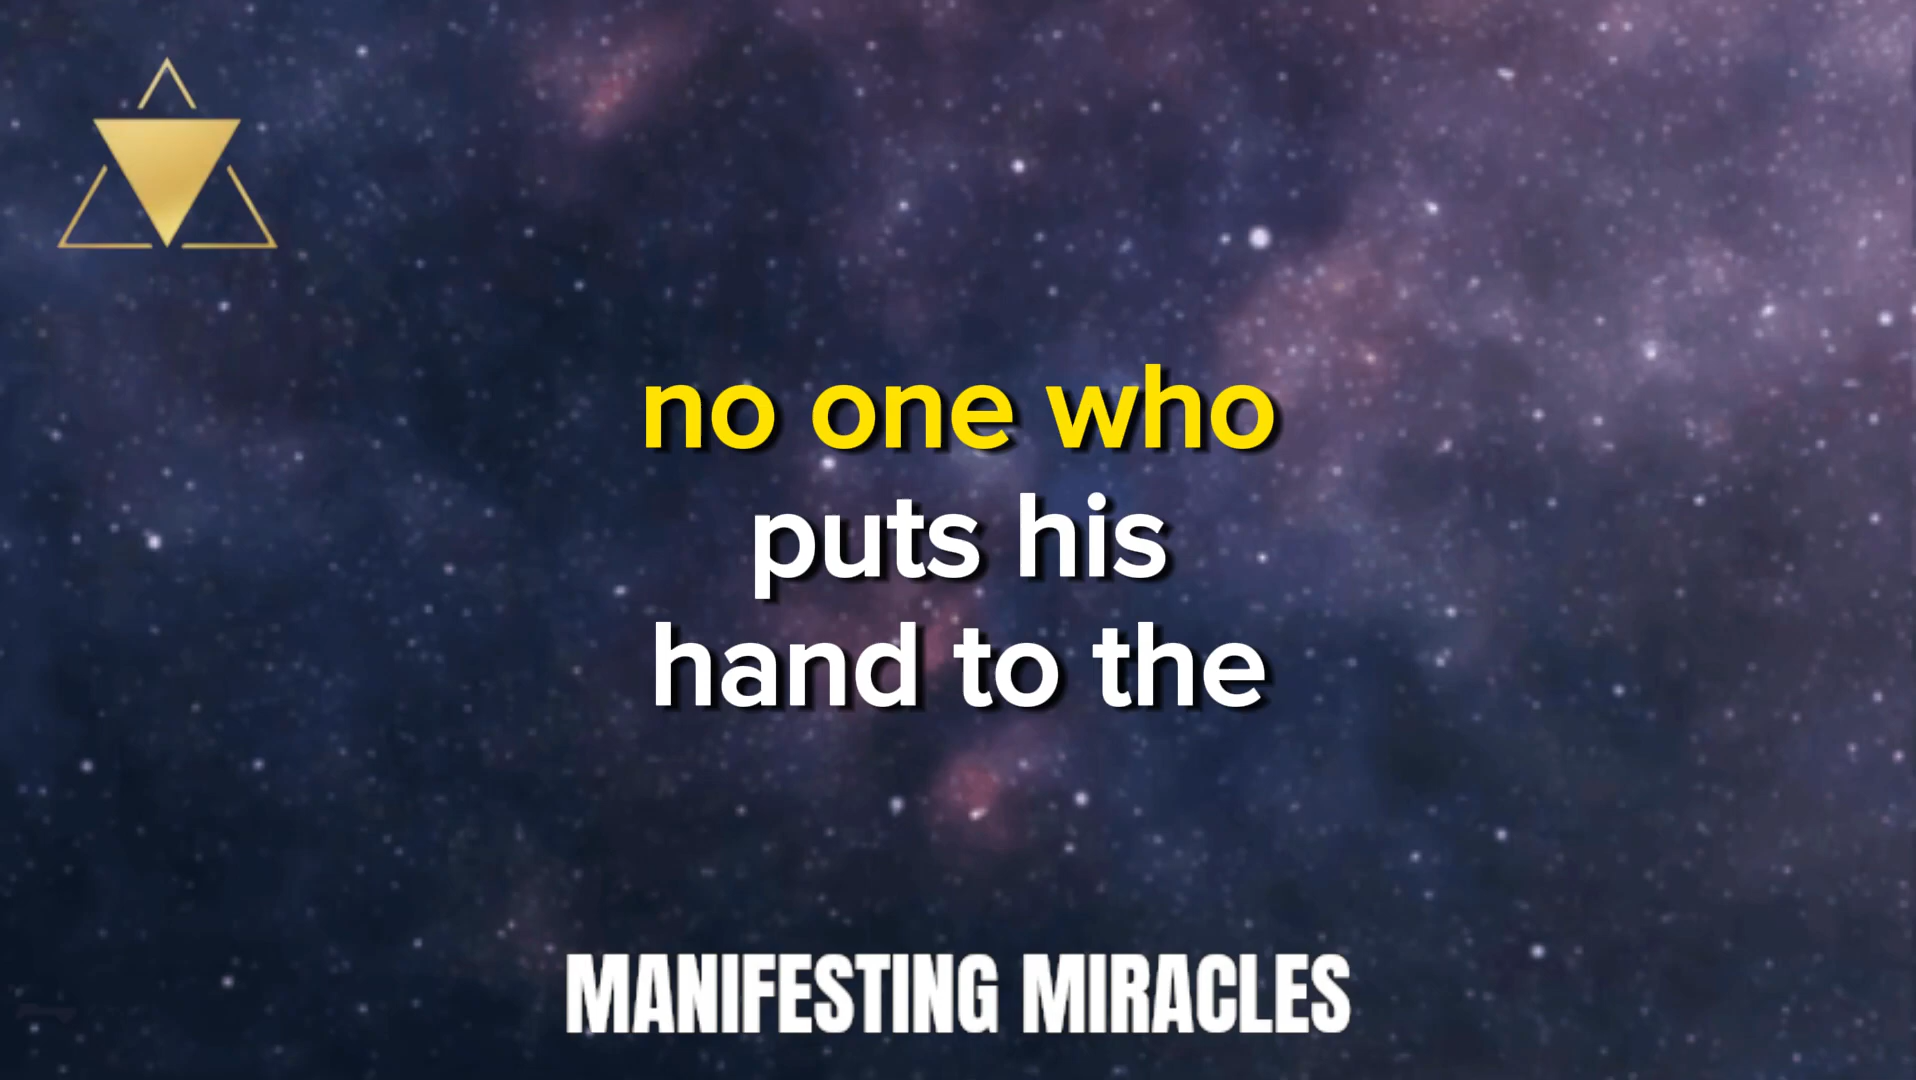 no one who
puts his
hand to the
MANIFESTING MIRACLES